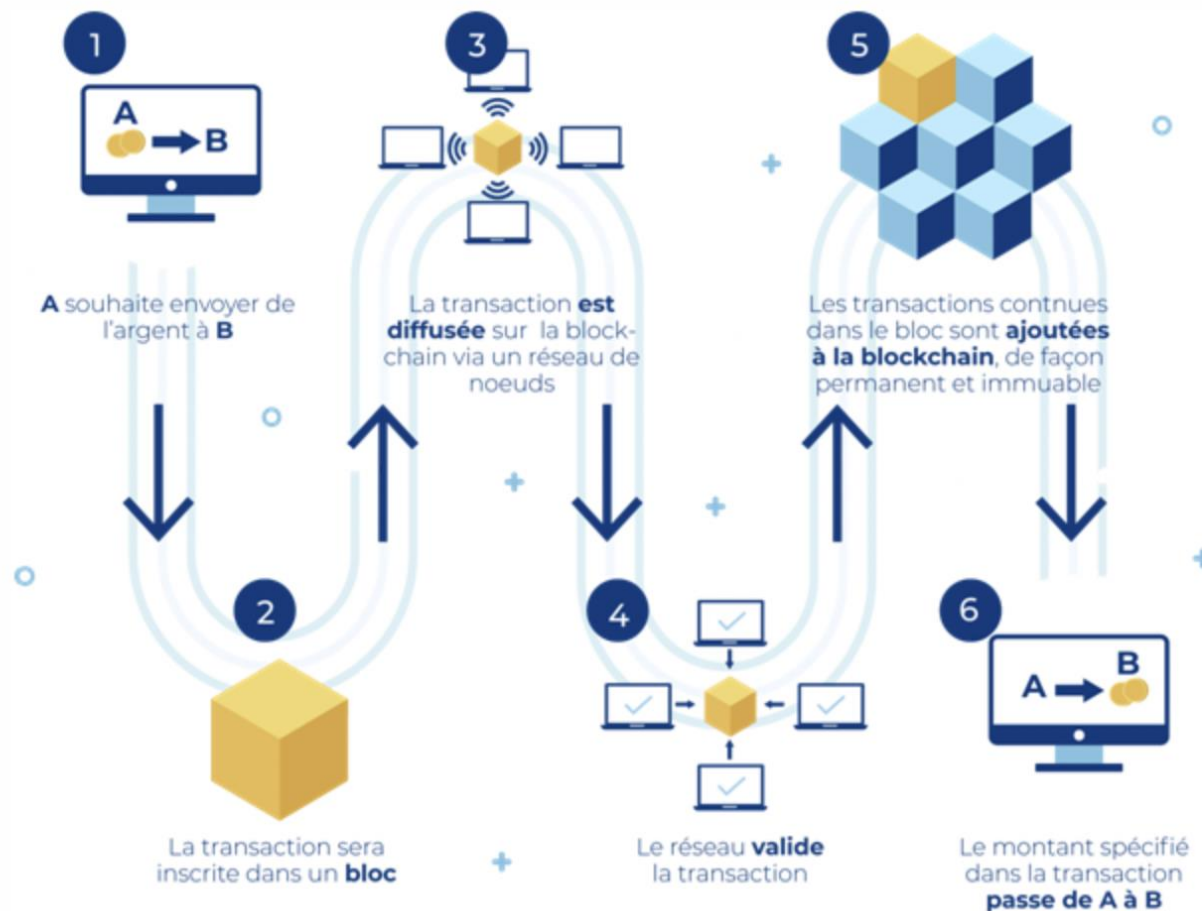 1
A
B
A souhaite envoyer de
l'argent à B
2
La transaction sera
inscrite dans un bloc
3
La transaction est
diffusée sur la block-
chain via un réseau de
noeuds
4
Le réseau valide
la transaction
5
Les transactions contnues
dans le bloc sont ajoutées
à la blockchain, de façon
permanent et immuable
6
B
A
Le montant spécifié
dans la transaction
passe de A à B